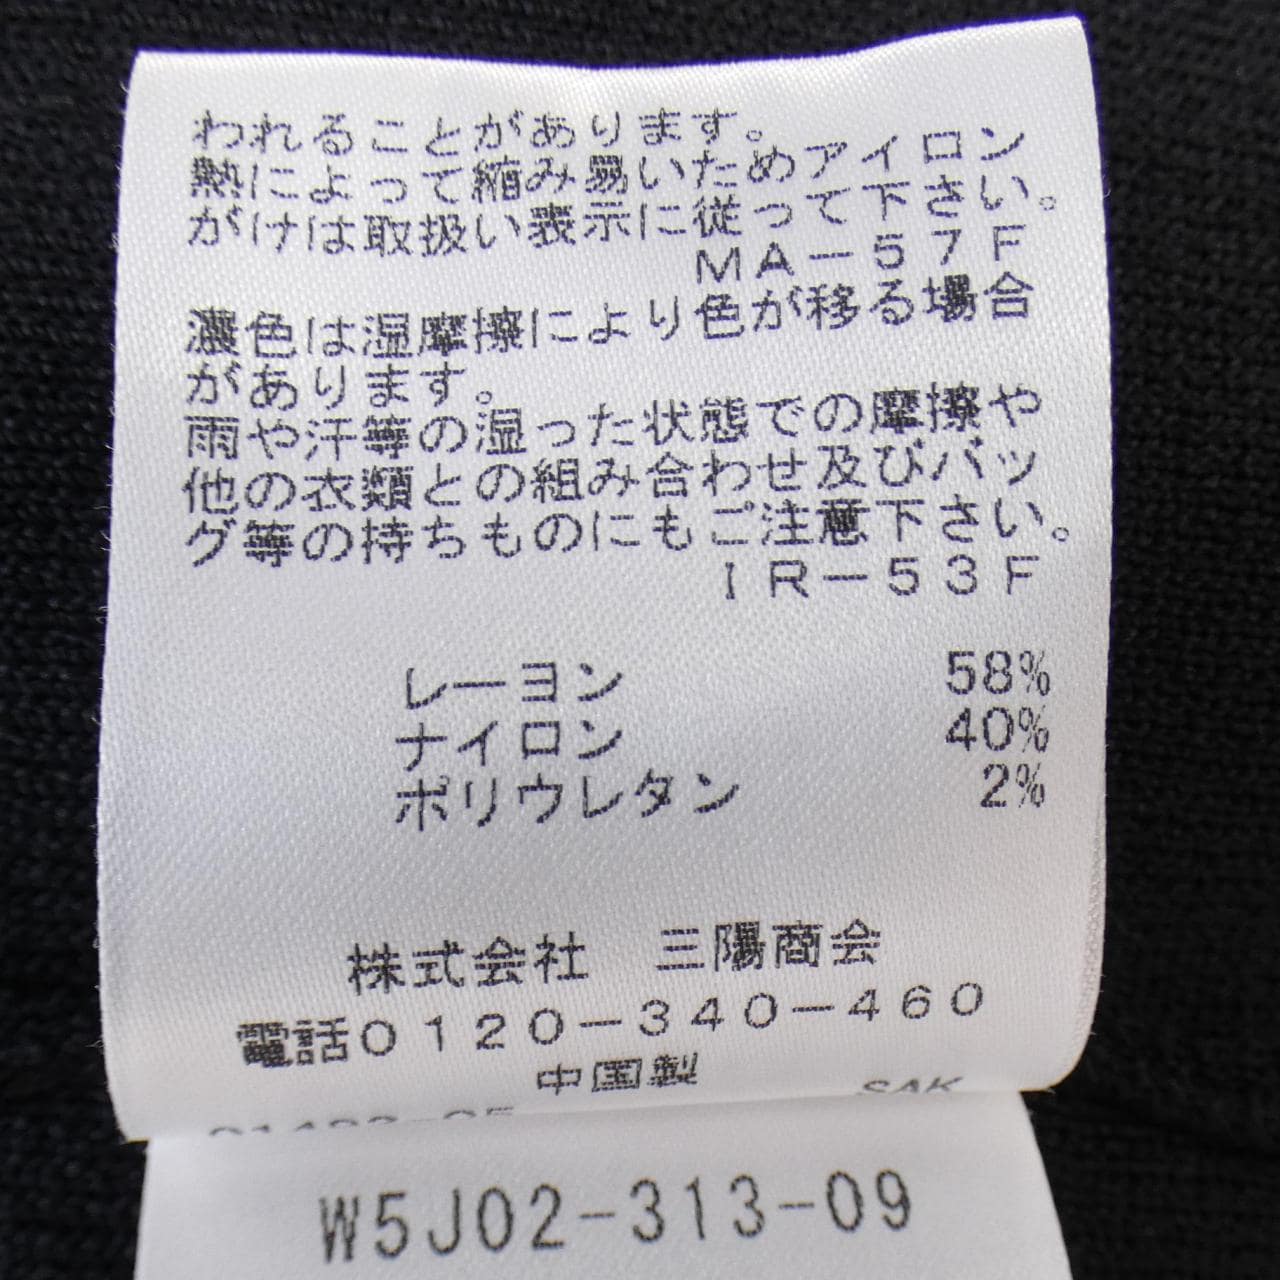 われることがあります。
熱によって縮み易いためアイロン
がけは取扱い表示に従って下さい。
MA-57F
濃色は湿摩擦により色が移る場合
があります。
雨や汗等の湿った状態での摩擦や
他の衣類との組み合わせ及びバッ
グ等の持ちものにもご注意下さい。
IR-53F
レーヨン 58%
ナイロン 40%
ポリウレタン 2%
株式会社 三陽商会
電話0120-340-460
中国製
SAK
W5J02-313-09